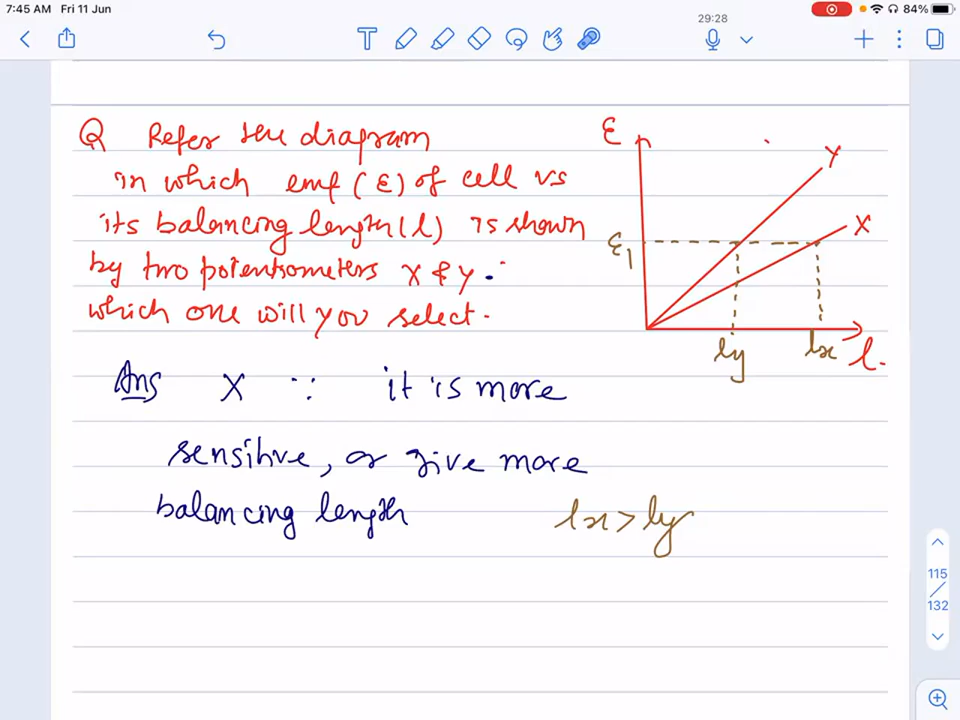 7:45 AM Fri 11 Jun
84%
29:28
Q Refer the diagram
in which emf (ε) of cell vs
its balancing length (l) is shown
by two potentiometers X & Y.
which one will you select.
ε
Y
X
ε1
ly
lx
l.
Ans X ∵ it is more
sensitive, or give more
balancing length
lx > ly
115
/
132